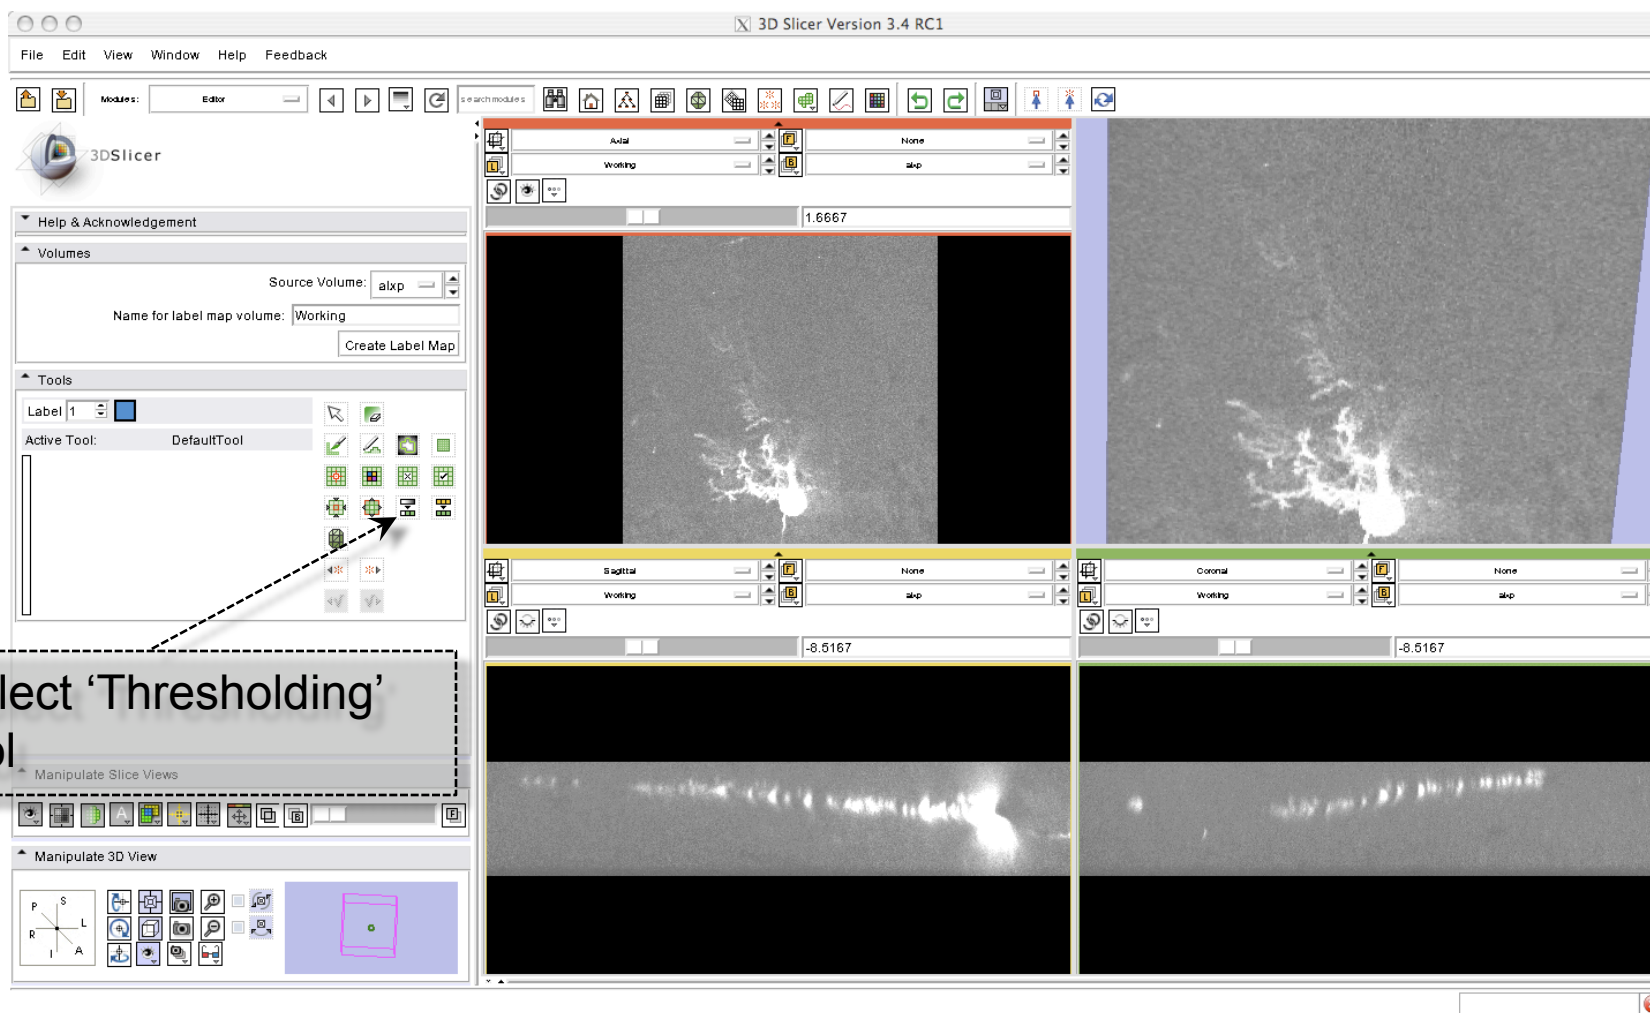 3D Slicer Version 3.4 RC1
File Edit View Window Help Feedback
Modules: Editor search modules
3DSlicer
Help & Acknowledgement
Volumes
Source Volume: alxp
Name for label map volume: Working
Create Label Map
Tools
Label 1
Active Tool: DefaultTool
lect ‘Thresholding’
ol
Manipulate Slice Views
Manipulate 3D View
P S L A I R
Axial None
Working alxp
1.6667
Sagittal None
Working alxp
-8.5167
Coronal None
Working alxp
-8.5167